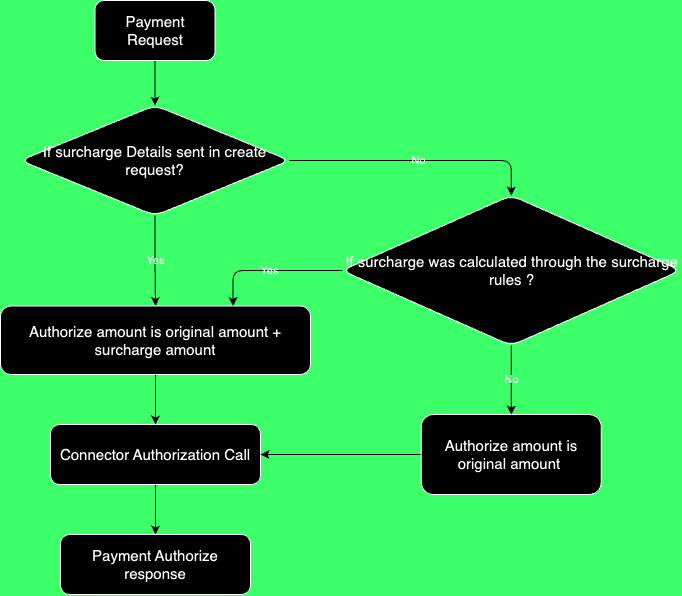 Payment
Request
If surcharge Details sent in create
request?
No
If surcharge was calculated through the surcharge
rules ?
Yes
Yes
Authorize amount is original amount +
surcharge amount
No
Connector Authorization Call
Authorize amount is
original amount
Payment Authorize
response